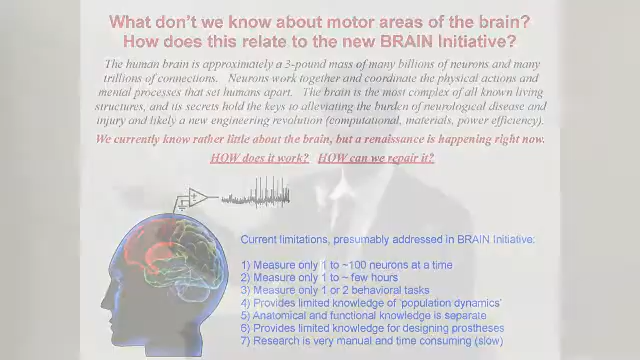 What don't we know about motor areas of the brain?
How does this relate to the new BRAIN Initiative?
The human brain is approximately a 3-pound mass of many billions of neurons and many
trillions of connections. Neurons work together and coordinate the physical actions and
mental processes that set humans apart. The brain is the most complex of all known living
structures, and its secrets hold the keys to alleviating the burden of neurological disease and
injury and likely a new engineering revolution (computational, materials, power efficiency).
We currently know rather little about the brain, but a renaissance is happening right now.
HOW does it work? HOW can we repair it?
Current limitations, presumably addressed in BRAIN Initiative:
1) Measure only 1 to ~100 neurons at a time
2) Measure only 1 to ~ few hours
3) Measure only 1 or 2 behavioral tasks
4) Provides limited knowledge of 'population dynamics'
5) Anatomical and functional knowledge is separate
6) Provides limited knowledge for designing prostheses
7) Research is very manual and time consuming (slow)